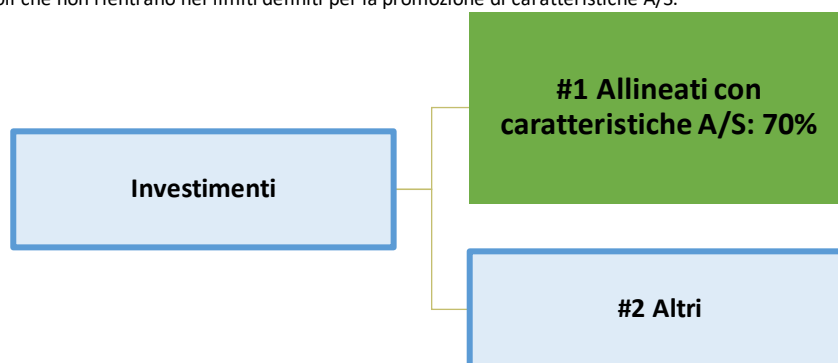 che non rientrano nei limiti definiti per la promozione di caratteristiche A/S.
#1 Allineati con
caratteristiche A/S: 70%
Investimenti
#2 Altri